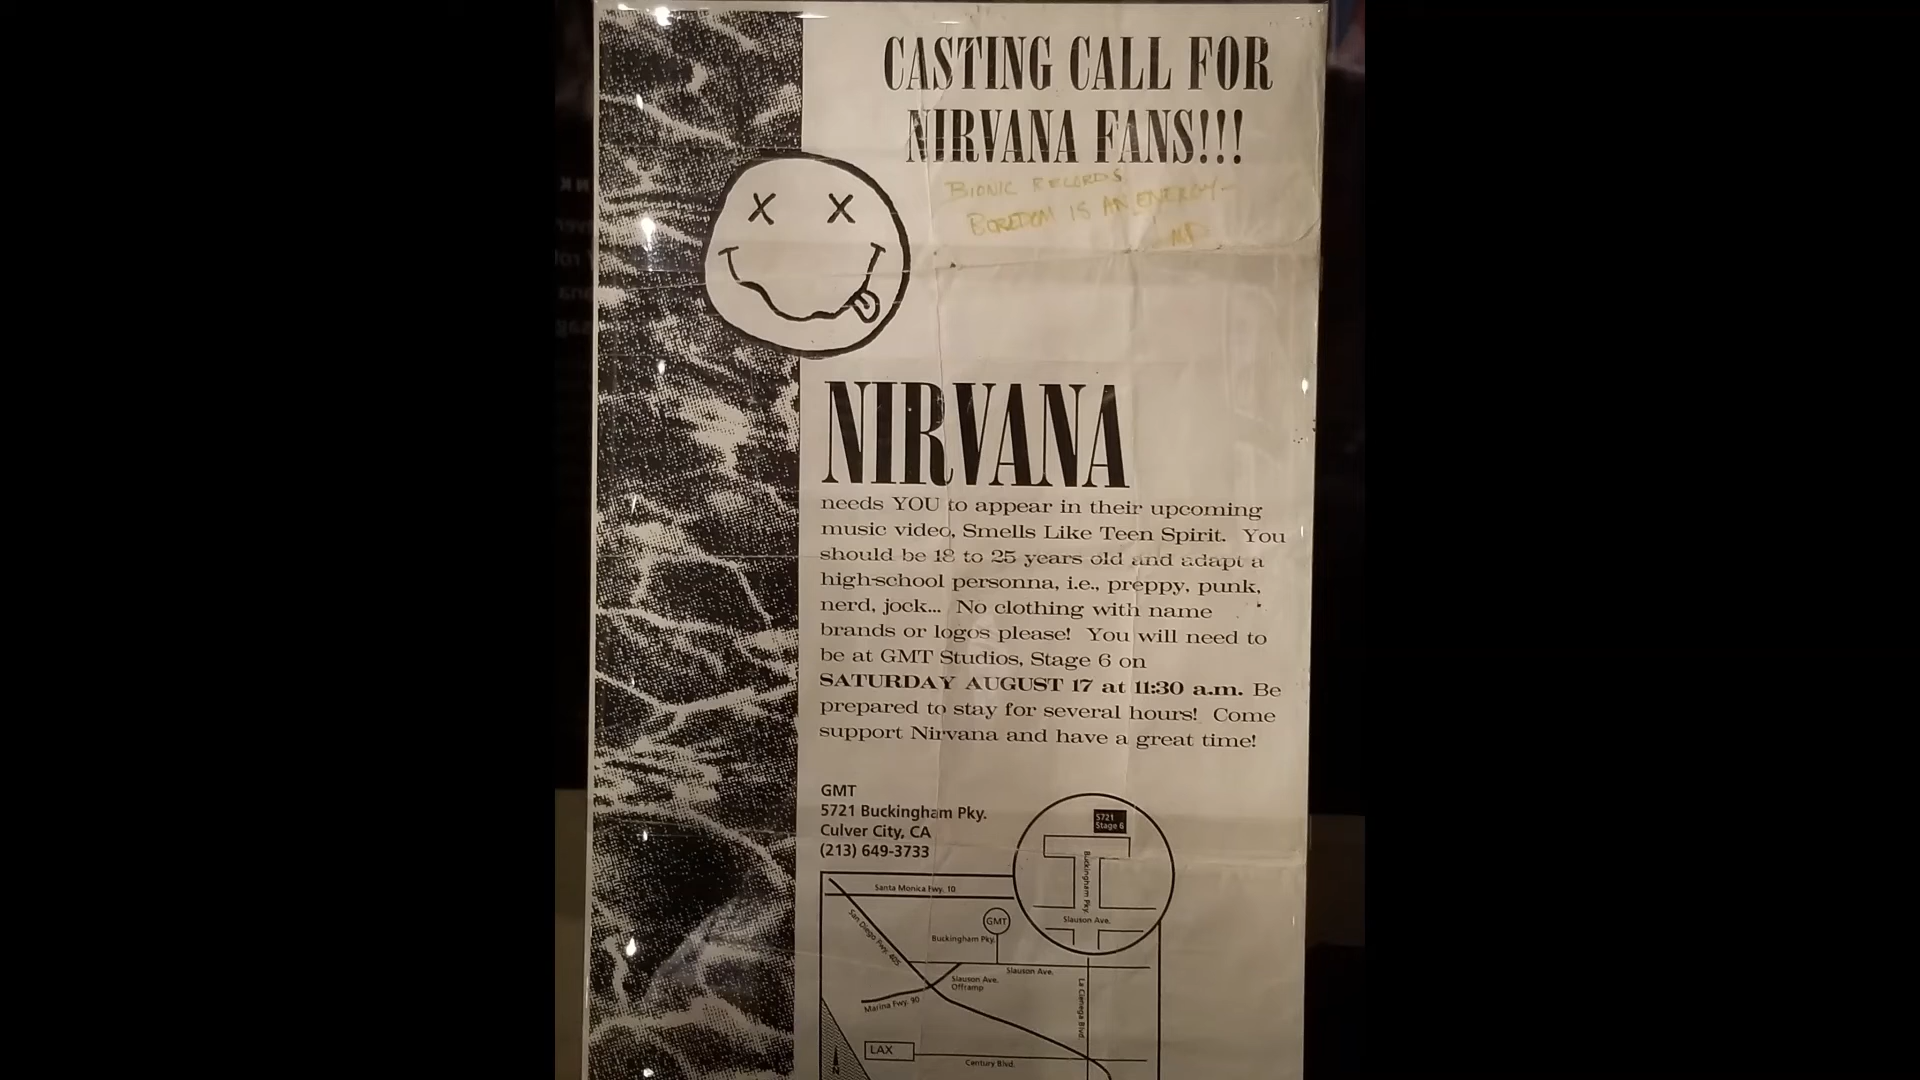 CASTING CALL FOR
NIRVANA FANS!!!
BIONIC RECORDS
BOREDOM IS AN ENERGY-
NIRVANA
needs YOU to appear in their upcoming
music video, Smells Like Teen Spirit. You
should be 18 to 25 years old and adapt a
high-school personna, i.e., preppy, punk,
nerd, jock... No clothing with name
brands or logos please! You will need to
be at GMT Studios, Stage 6 on
SATURDAY AUGUST 17 at 11:30 a.m. Be
prepared to stay for several hours! Come
support Nirvana and have a great time!
GMT
5721 Buckingham Pky.
Culver City, CA
(213) 649-3733
5721
Stage 6
Buckingham Pky.
Slauson Ave.
Santa Monica Fwy. 10
San Diego Fwy. 405
GMT
Buckingham Pky.
Slauson Ave.
Slauson Ave.
Offramp
Marina Fwy. 90
La Cienega Blvd.
LAX
Century Blvd.
N